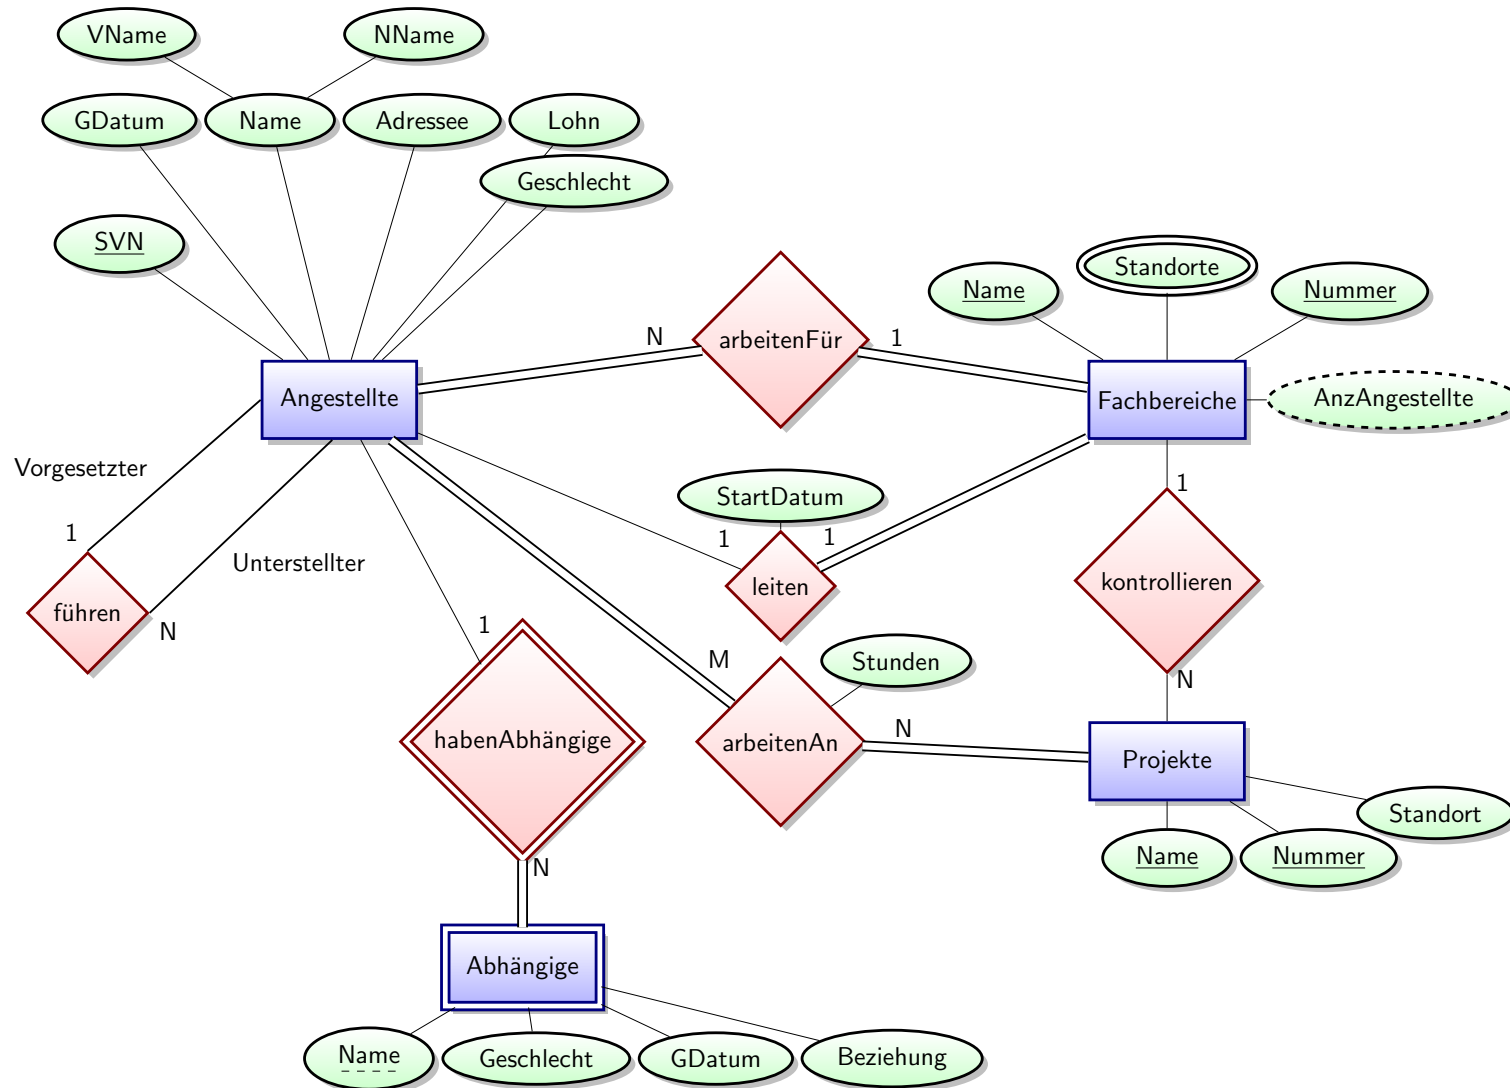 VName
NName
GDatum
Name
Adressee
Lohn
Geschlecht
SVN
Name
Standorte
Nummer
N
arbeitenFür
1
Angestellte
Fachbereiche
AnzAngestellte
Vorgesetzter
1
Unterstellter
StartDatum
1
1
1
führen
N
leiten
kontrollieren
1
M
Stunden
N
habenAbhängige
arbeitenAn
N
Projekte
Standort
Name
Nummer
N
Abhängige
Name
Geschlecht
GDatum
Beziehung